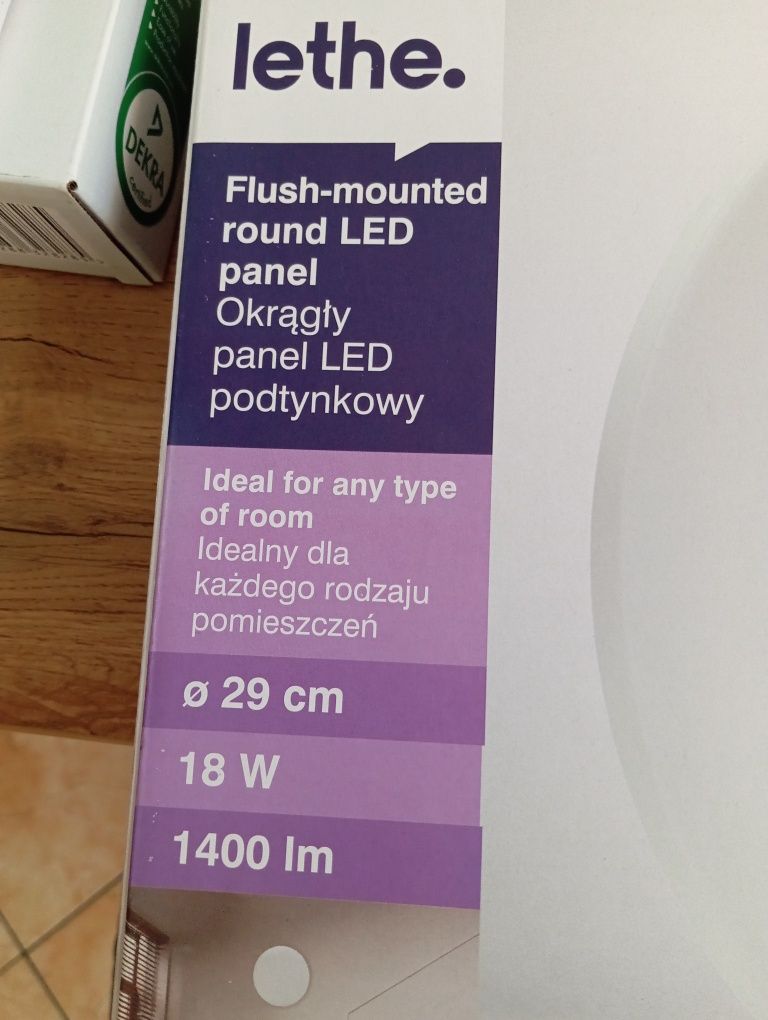 lethe.
DEKRA
certified
Flush-mounted
round LED
panel
Okrągły
panel LED
podtynkowy
Ideal for any type
of room
Idealny dla
każdego rodzaju
pomieszczeń
ø 29 cm
18 W
1400 lm